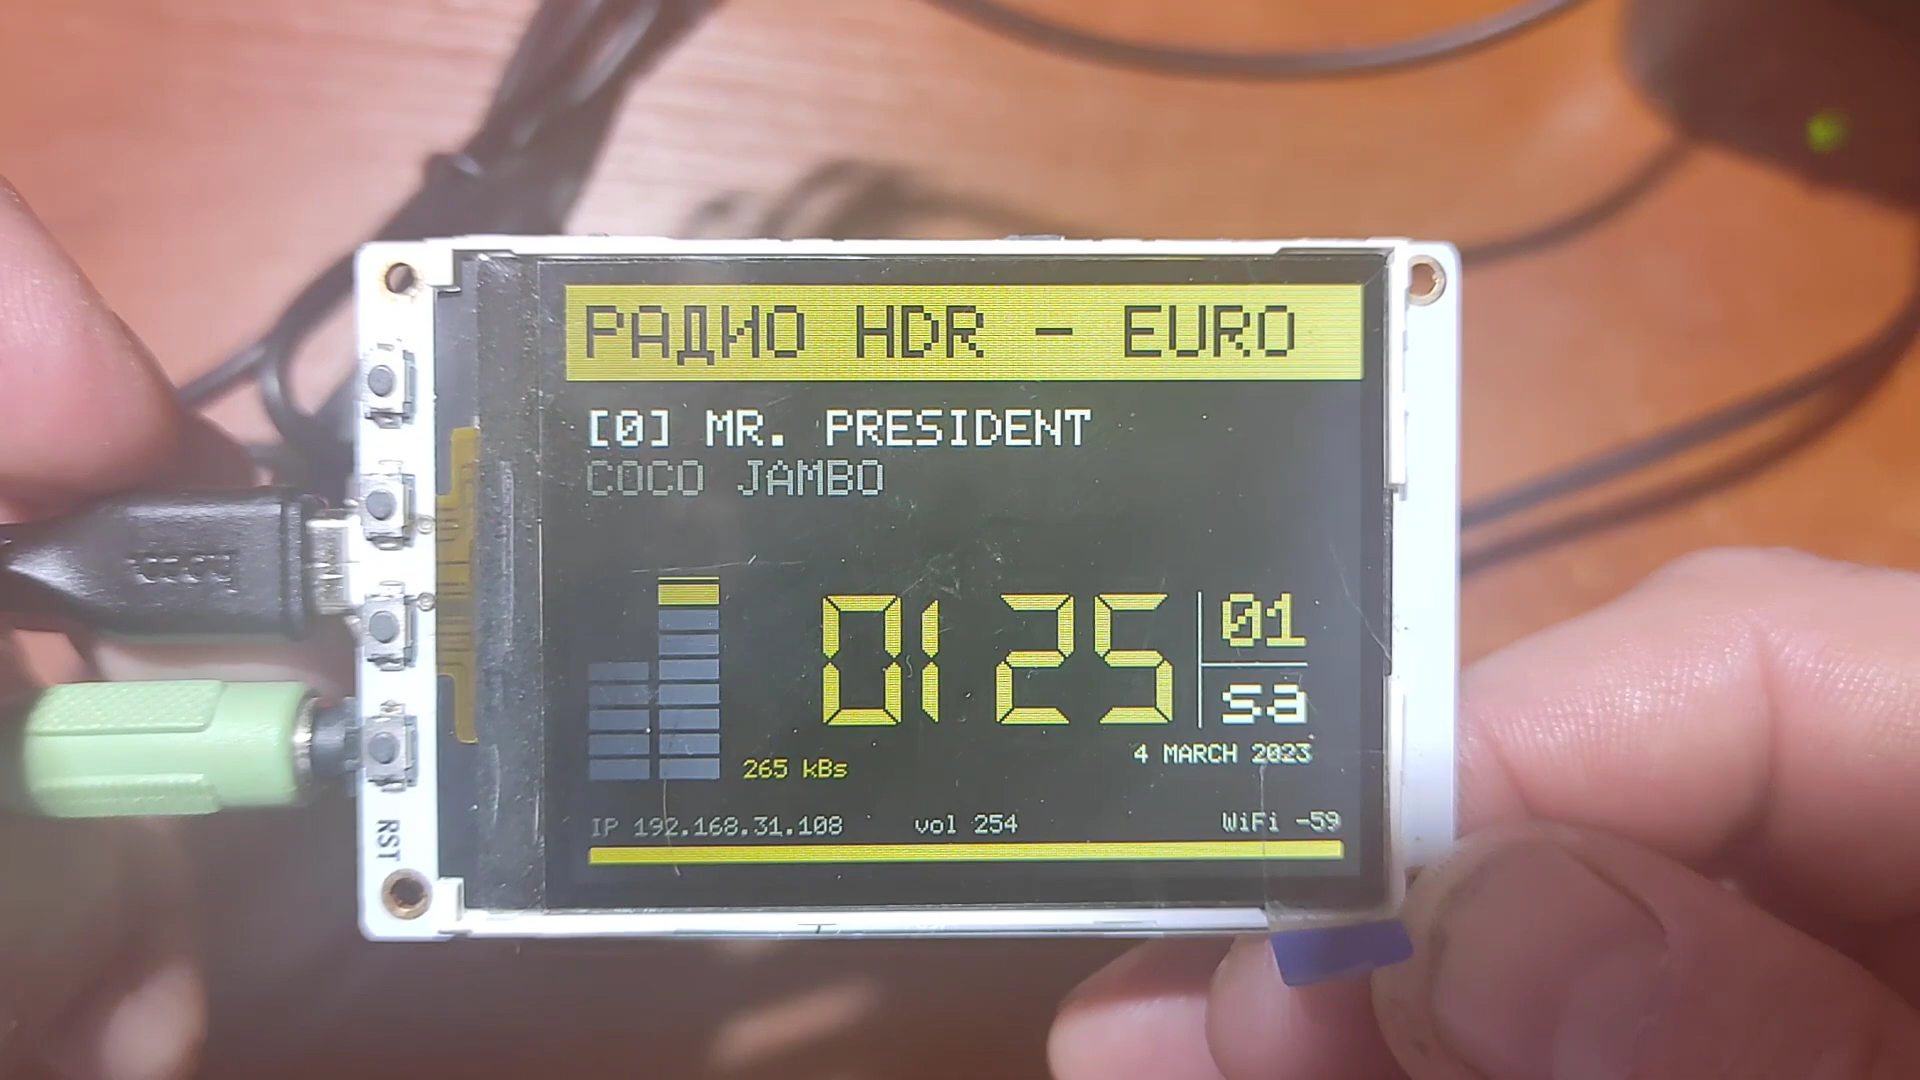 РАДИО HDR - EURO
[0] MR. PRESIDENT
COCO JAMBO
01 25
01
sa
4 MARCH 2023
265 kBs
IP 192.168.31.108 vol 254 WiFi -59
RST